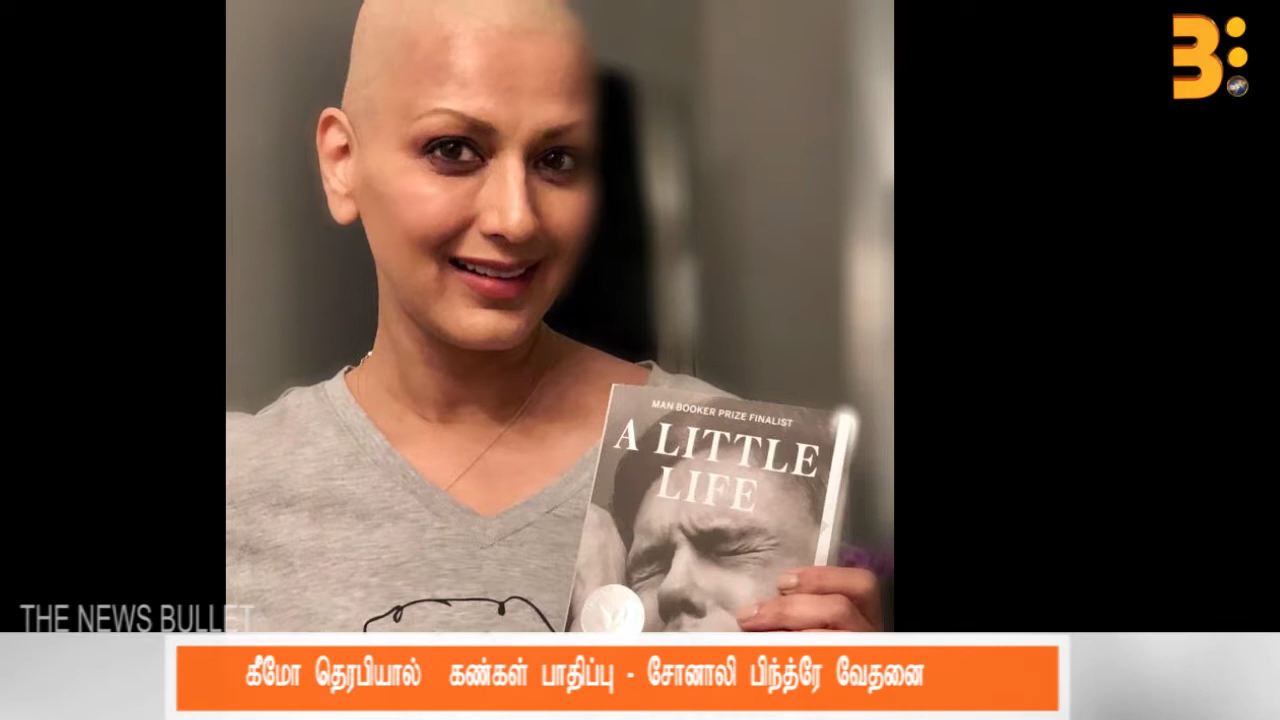 MAN BOOKER PRIZE FINALIST
A LITTLE
LIFE
THE NEWS BULLET
கீமோ தெரபியால் கண்கள் பாதிப்பு - சோனாலி பிந்த்ரே வேதனை